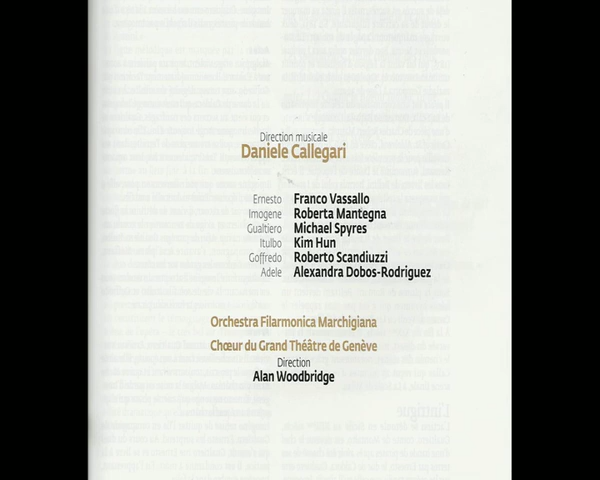 Direction musicale
Daniele Callegari
Ernesto Franco Vassallo
Imogene Roberta Mantegna
Gualtiero Michael Spyres
Itulbo Kim Hun
Goffredo Roberto Scandiuzzi
Adele Alexandra Dobos-Rodriguez
Orchestra Filarmonica Marchigiana
Chœur du Grand Théâtre de Genève
Direction
Alan Woodbridge